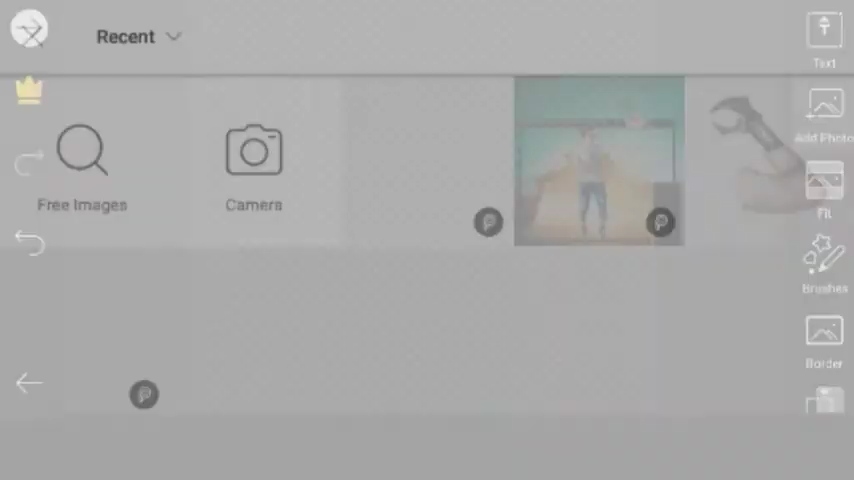 Recent
Text
Add Photo
Free Images
Camera
Fit
Brushes
Border